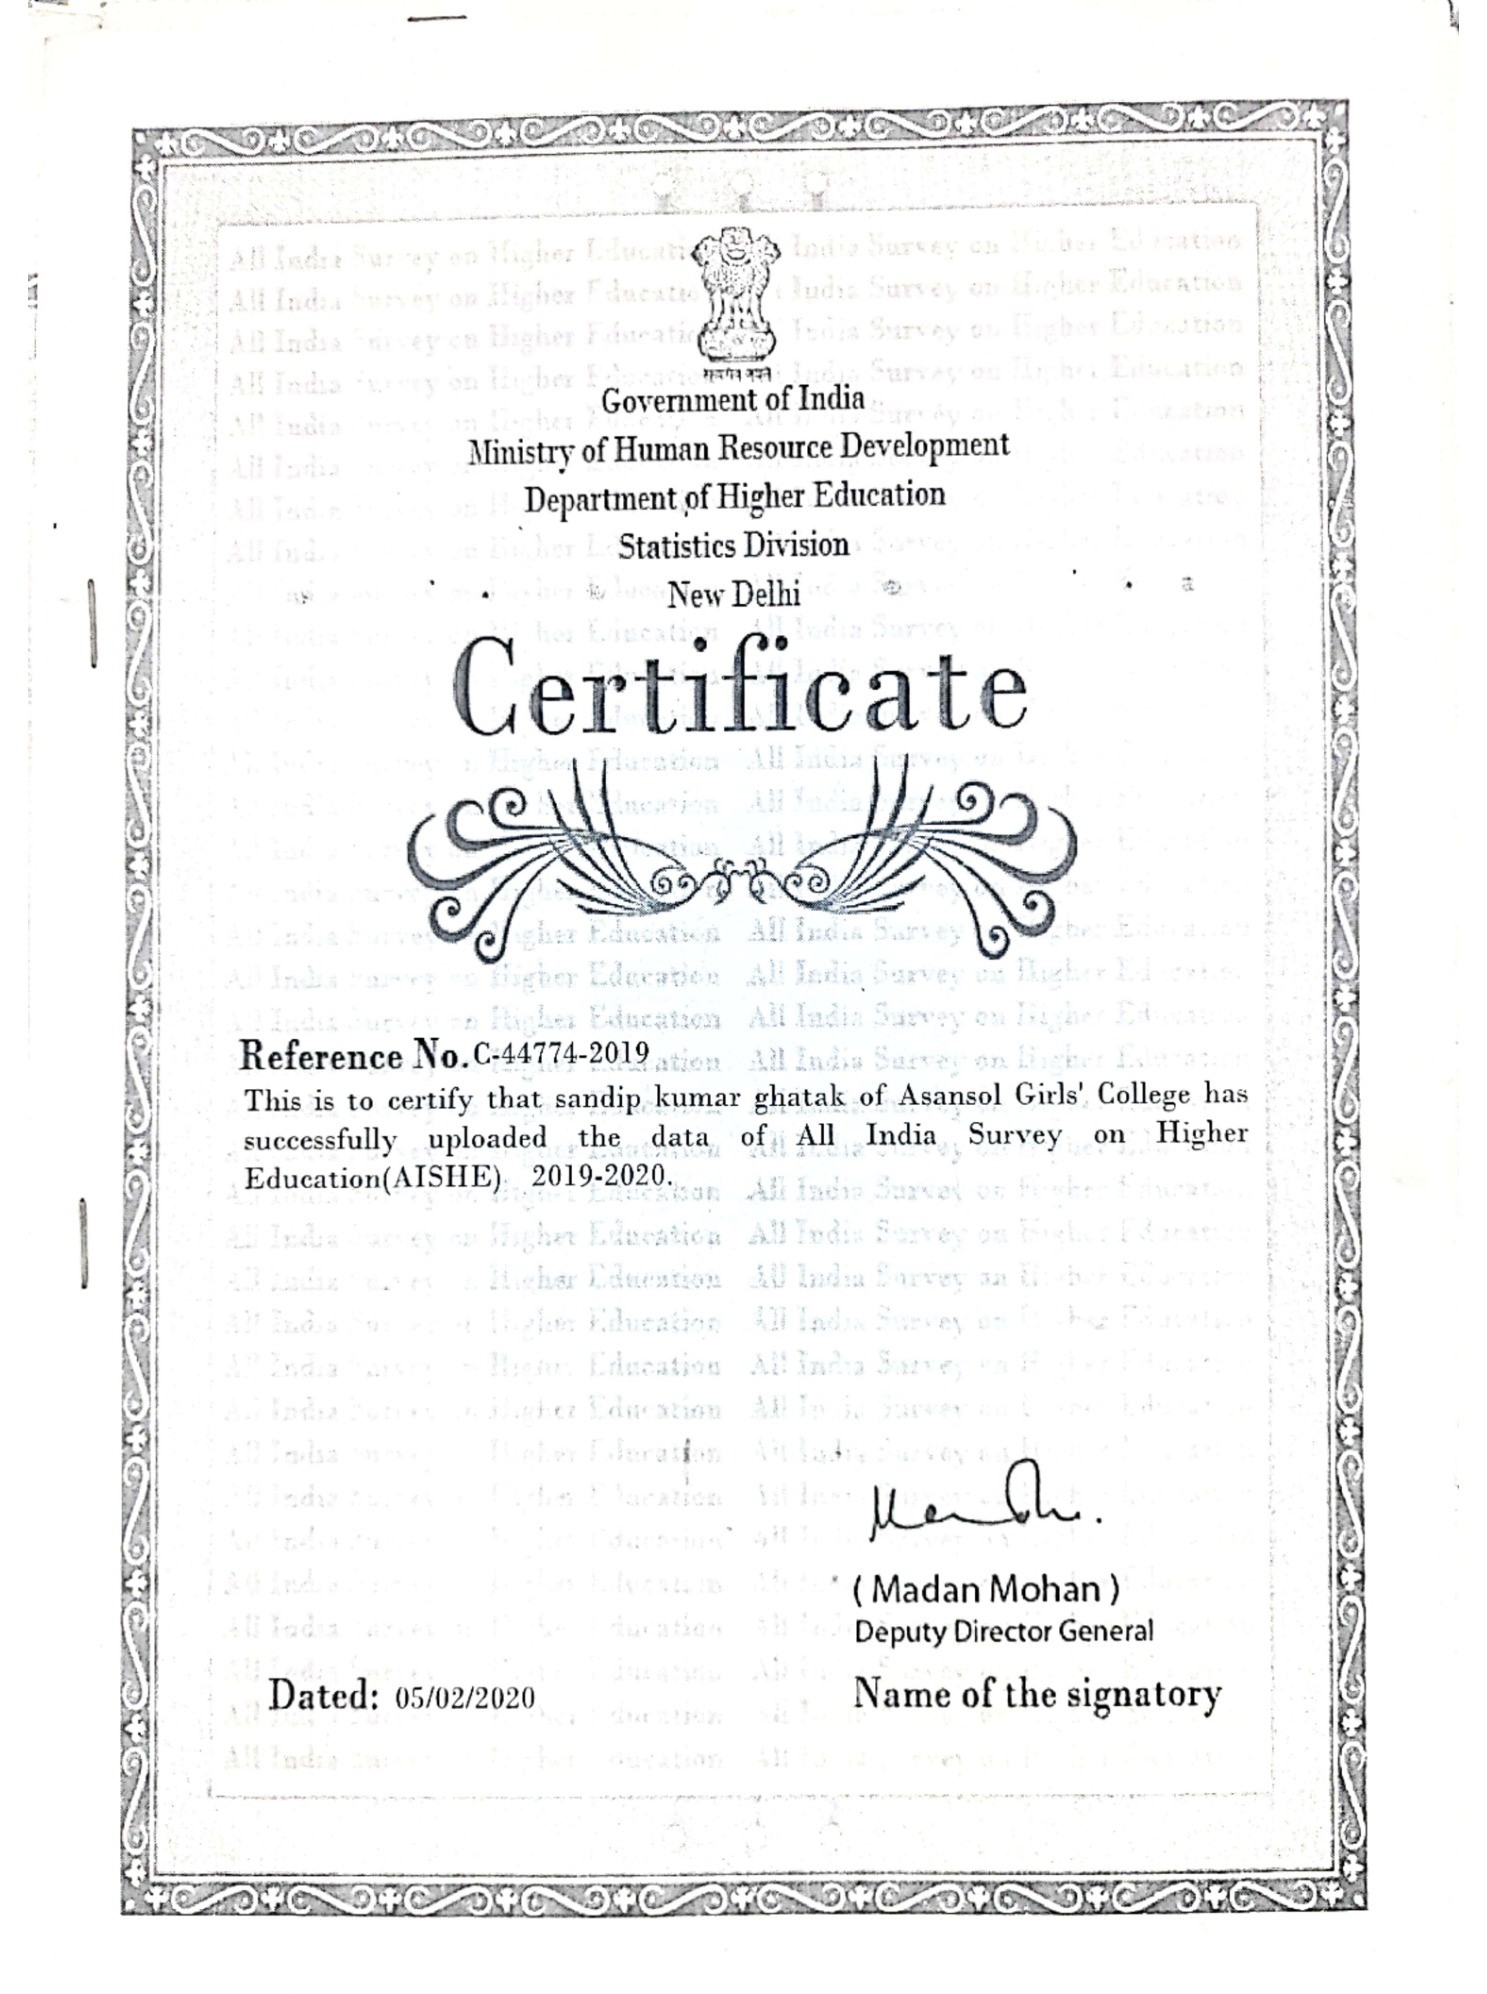 Government of India
Ministry of Human Resource Development
Department of Higher Education
Statistics Division
New Delhi
Certificate
Reference No. C-44774-2019
This is to certify that sandip kumar ghatak of Asansol Girls' College has
successfully uploaded the data of All India Survey on Higher
Education(AISHE) 2019-2020.
( Madan Mohan )
Deputy Director General
Dated: 05/02/2020
Name of the signatory